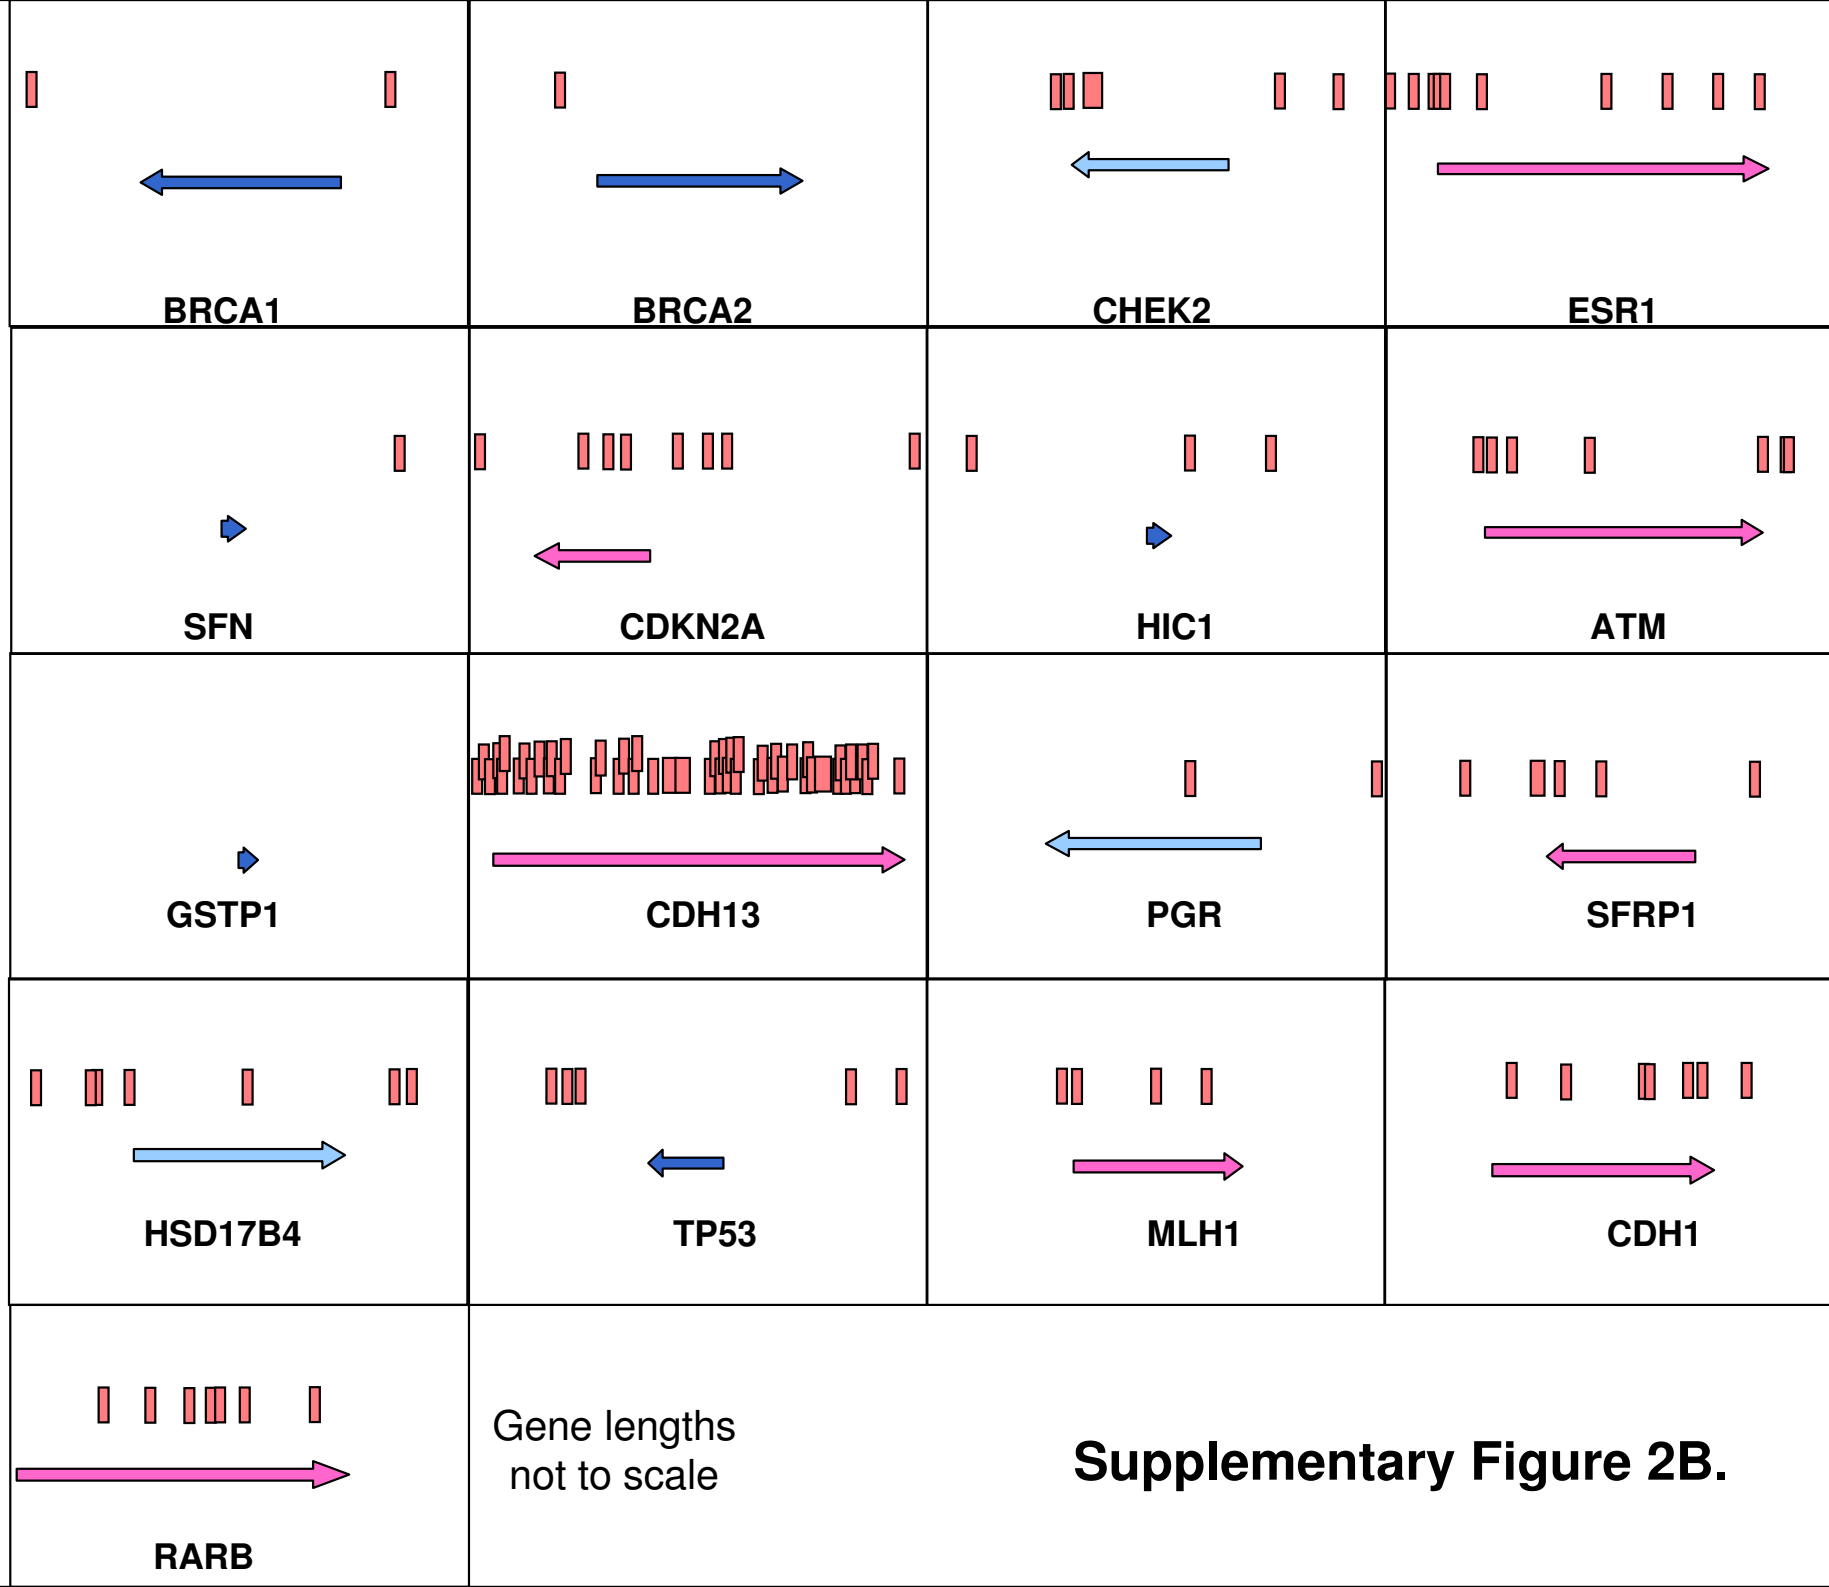 BRCA1
BRCA2
CHEK2
ESR1
SFN
CDKN2A
HIC1
ATM
GSTP1
CDH13
PGR
SFRP1
HSD17B4
TP53
MLH1
CDH1
RARB
Gene lengths
not to scale
Supplementary Figure 2B.